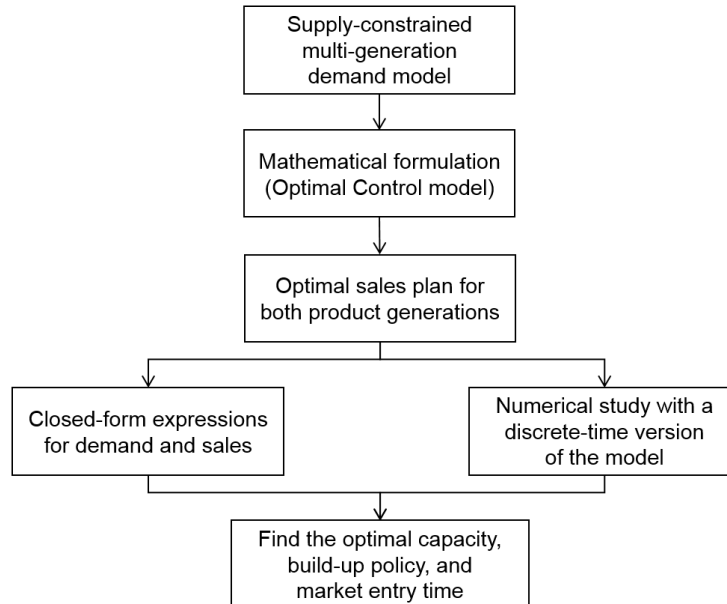 Supply-constrained
multi-generation
demand model
Mathematical formulation
(Optimal Control model)
Optimal sales plan for
both product generations
Closed-form expressions
for demand and sales
Numerical study with a
discrete-time version
of the model
Find the optimal capacity,
build-up policy, and
market entry time